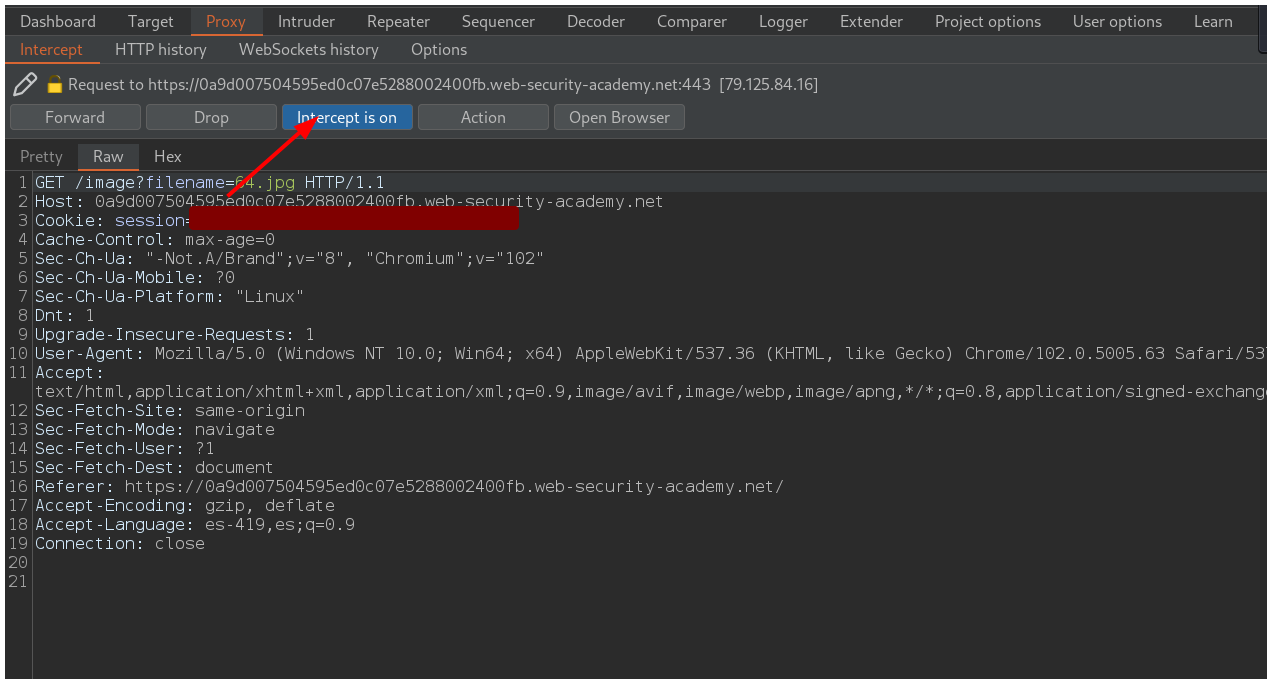 Dashboard Target Proxy Intruder Repeater Sequencer Decoder Comparer Logger Extender Project options User options Learn
Intercept HTTP history WebSockets history Options
Request to https://0a9d007504595ed0c07e5288002400fb.web-security-academy.net:443 [79.125.84.16]
Forward Drop Intercept is on Action Open Browser
Pretty Raw Hex
1 GET /image?filename=64.jpg HTTP/1.1
2 Host: 0a9d007504595ed0c07e5288002400fb.web-security-academy.net
3 Cookie: session=
4 Cache-Control: max-age=0
5 Sec-Ch-Ua: "-Not.A/Brand";v="8", "Chromium";v="102"
6 Sec-Ch-Ua-Mobile: ?0
7 Sec-Ch-Ua-Platform: "Linux"
8 Dnt: 1
9 Upgrade-Insecure-Requests: 1
10 User-Agent: Mozilla/5.0 (Windows NT 10.0; Win64; x64) AppleWebKit/537.36 (KHTML, like Gecko) Chrome/102.0.5005.63 Safari/537
11 Accept:
text/html,application/xhtml+xml,application/xml;q=0.9,image/avif,image/webp,image/apng,*/*;q=0.8,application/signed-exchange
12 Sec-Fetch-Site: same-origin
13 Sec-Fetch-Mode: navigate
14 Sec-Fetch-User: ?1
15 Sec-Fetch-Dest: document
16 Referer: https://0a9d007504595ed0c07e5288002400fb.web-security-academy.net/
17 Accept-Encoding: gzip, deflate
18 Accept-Language: es-419,es;q=0.9
19 Connection: close
20
21